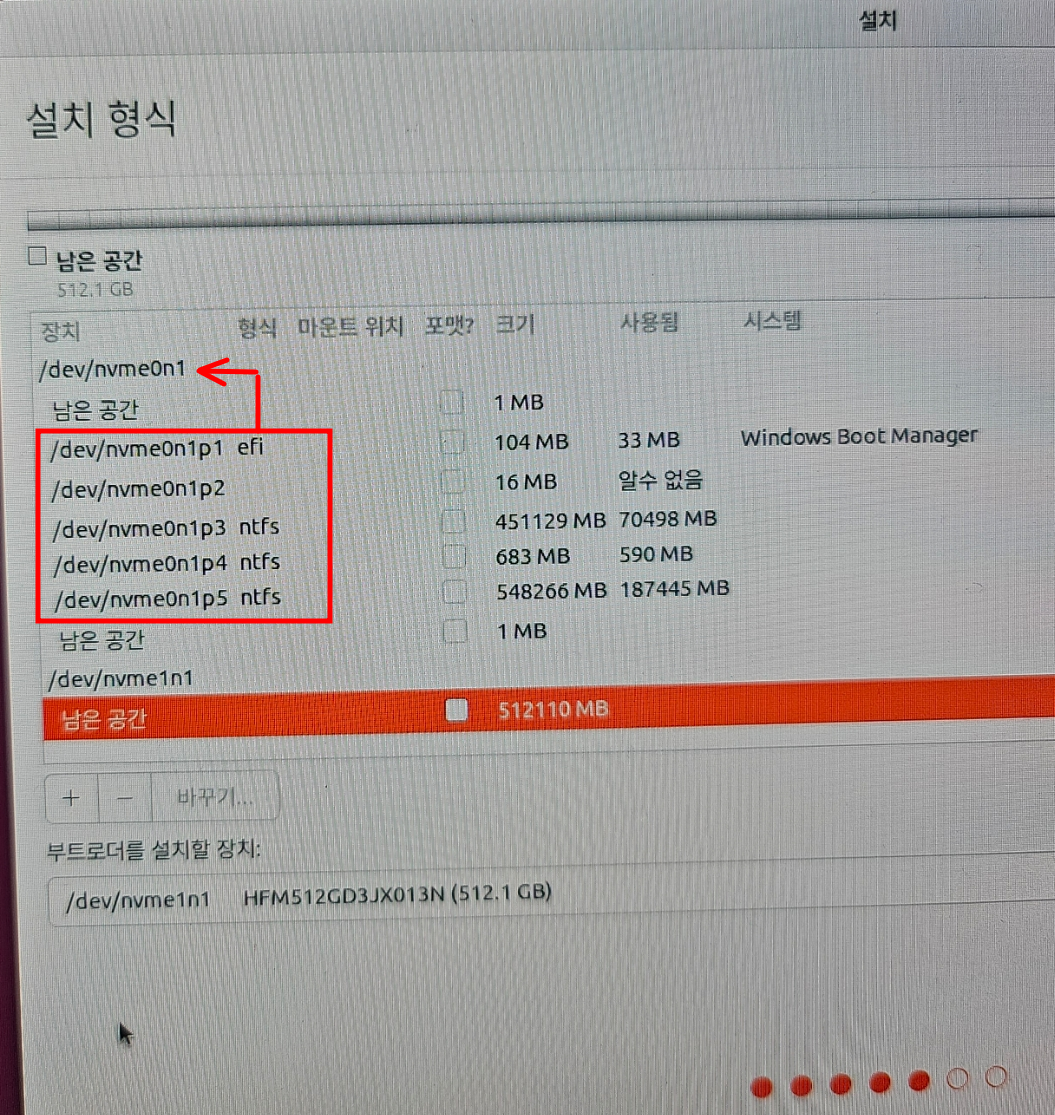 설치
설치 형식
남은 공간
512.1 GB
장치 형식 마운트 위치 포맷? 크기 사용됨 시스템
/dev/nvme0n1
남은 공간 1 MB
/dev/nvme0n1p1 efi 104 MB 33 MB Windows Boot Manager
/dev/nvme0n1p2 16 MB 알수 없음
/dev/nvme0n1p3 ntfs 451129 MB 70498 MB
/dev/nvme0n1p4 ntfs 683 MB 590 MB
/dev/nvme0n1p5 ntfs 548266 MB 187445 MB
남은 공간 1 MB
/dev/nvme1n1
남은 공간 512110 MB
+ − 바꾸기...
부트로더를 설치할 장치:
/dev/nvme1n1 HFM512GD3JX013N (512.1 GB)